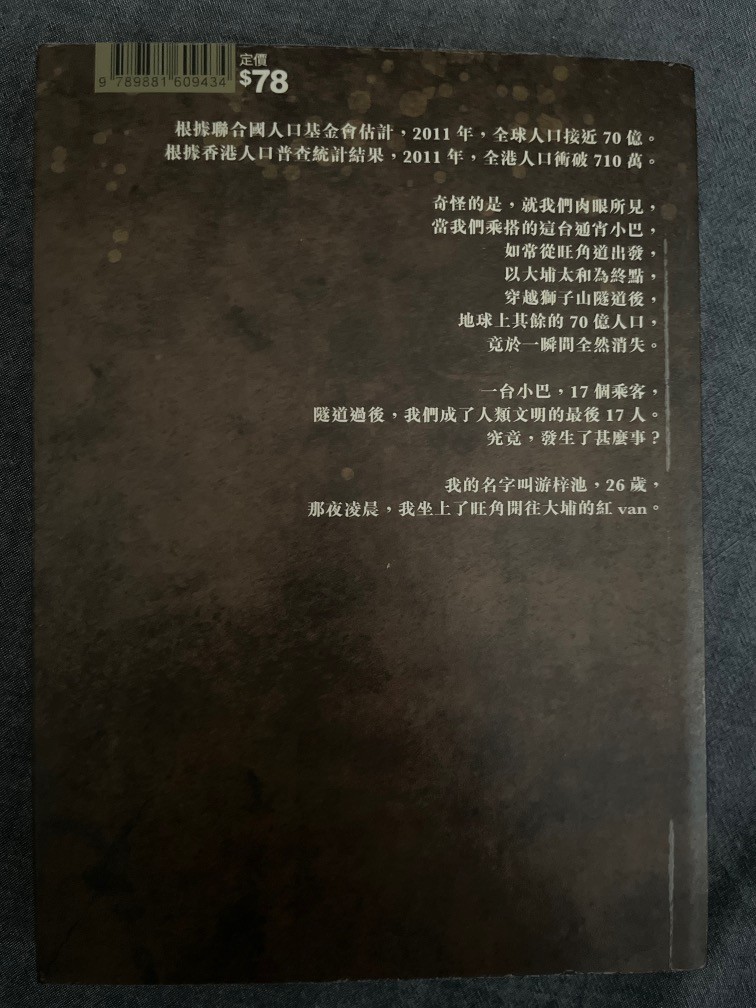 9 789881 609434
定價
$78
根據聯合國人口基金會估計，2011 年，全球人口接近 70 億。
根據香港人口普查統計結果，2011 年，全港人口衝破 710 萬。
奇怪的是，就我們肉眼所見，
當我們乘搭的這台通宵小巴，
如常從旺角道出發，
以大埔太和為終點，
穿越獅子山隧道後，
地球上其餘的 70 億人口，
竟於一瞬間全然消失。
一台小巴，17 個乘客，
隧道過後，我們成了人類文明的最後 17 人。
究竟，發生了甚麼事？
我的名字叫游梓池，26 歲，
那夜凌晨，我坐上了旺角開往大埔的紅 van。